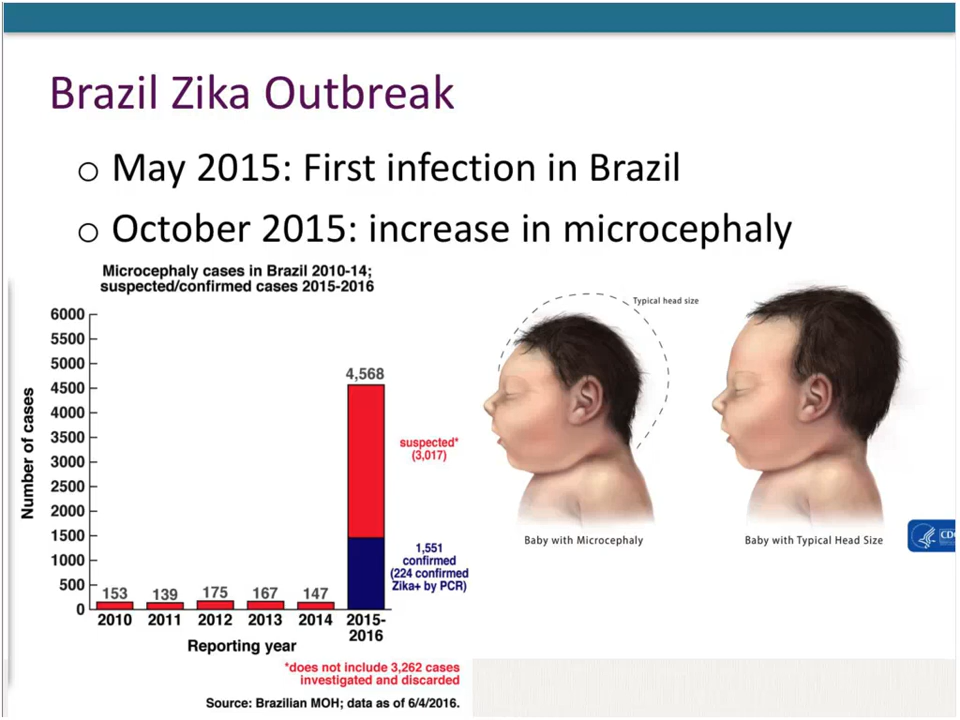 Brazil Zika Outbreak
o May 2015: First infection in Brazil
o October 2015: increase in microcephaly
Microcephaly cases in Brazil 2010-14;
suspected/confirmed cases 2015-2016
Number of cases
6000
5500
5000
4500
4000
3500
3000
2500
2000
1500
1000
500
0
153
139
175
167
147
4,568
suspected*
(3,017)
1,551
confirmed
(224 confirmed
Zika+ by PCR)
2010 2011 2012 2013 2014 2015-
2016
Reporting year
*does not include 3,262 cases
investigated and discarded
Source: Brazilian MOH; data as of 6/4/2016.
Typical head size
Baby with Microcephaly
Baby with Typical Head Size
CDC